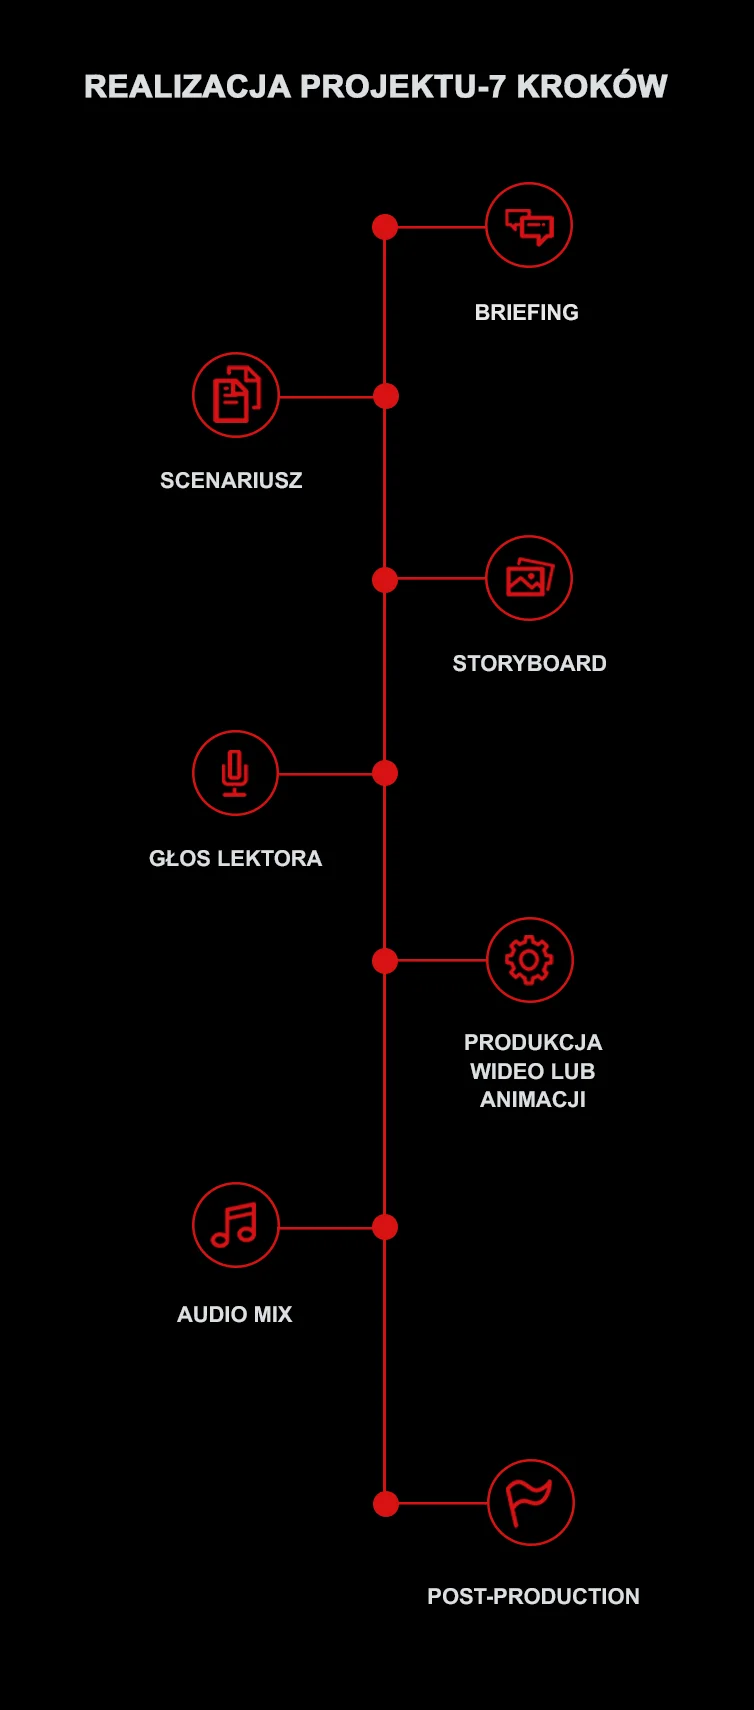 REALIZACJA PROJEKTU-7 KROKÓW
BRIEFING
SCENARIUSZ
STORYBOARD
GŁOS LEKTORA
PRODUKCJA
WIDEO LUB
ANIMACJI
AUDIO MIX
POST-PRODUCTION